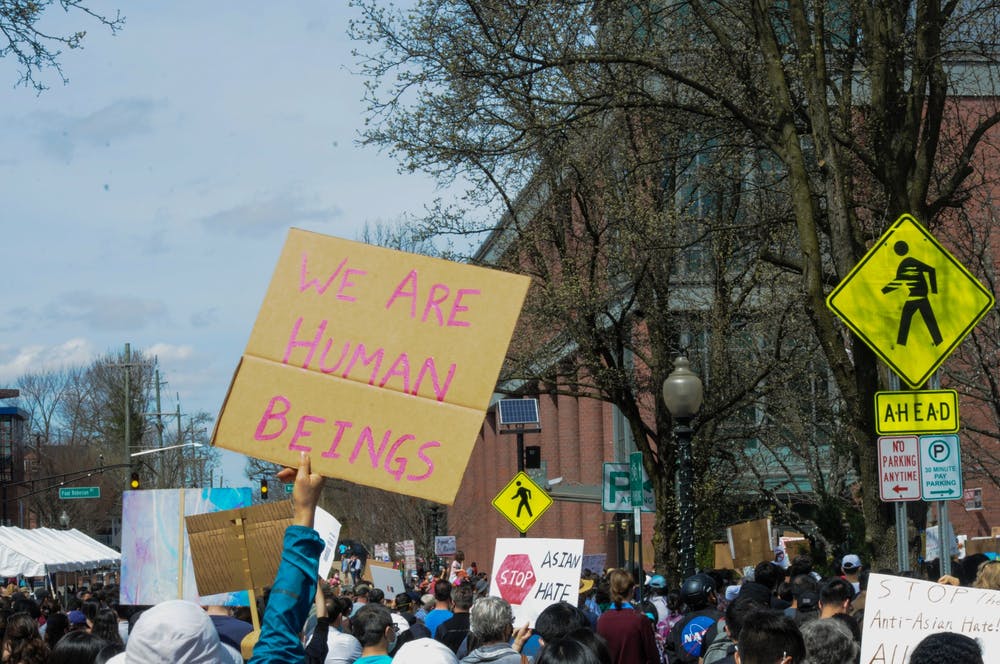 WE ARE
HUMAN
BEINGS
AHEAD
NO
PARKING
ANYTIME
P
30 MINUTE
PAY
PARKING
P
STOP
ASIAN
HATE
NASA
STOP
Anti-Asian Hate!